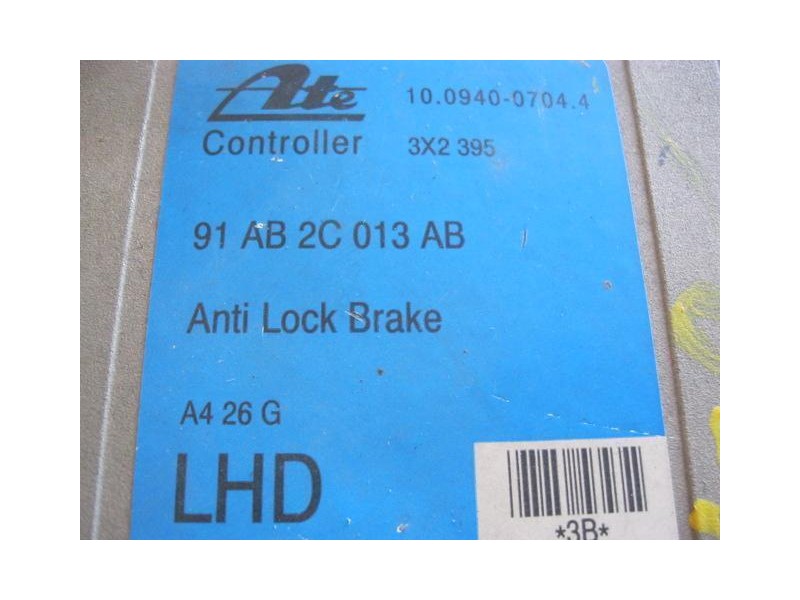 Ate 10.0940-0704.4
Controller 3X2 395
91 AB 2C 013 AB
Anti Lock Brake
A4 26 G
LHD
*3B*